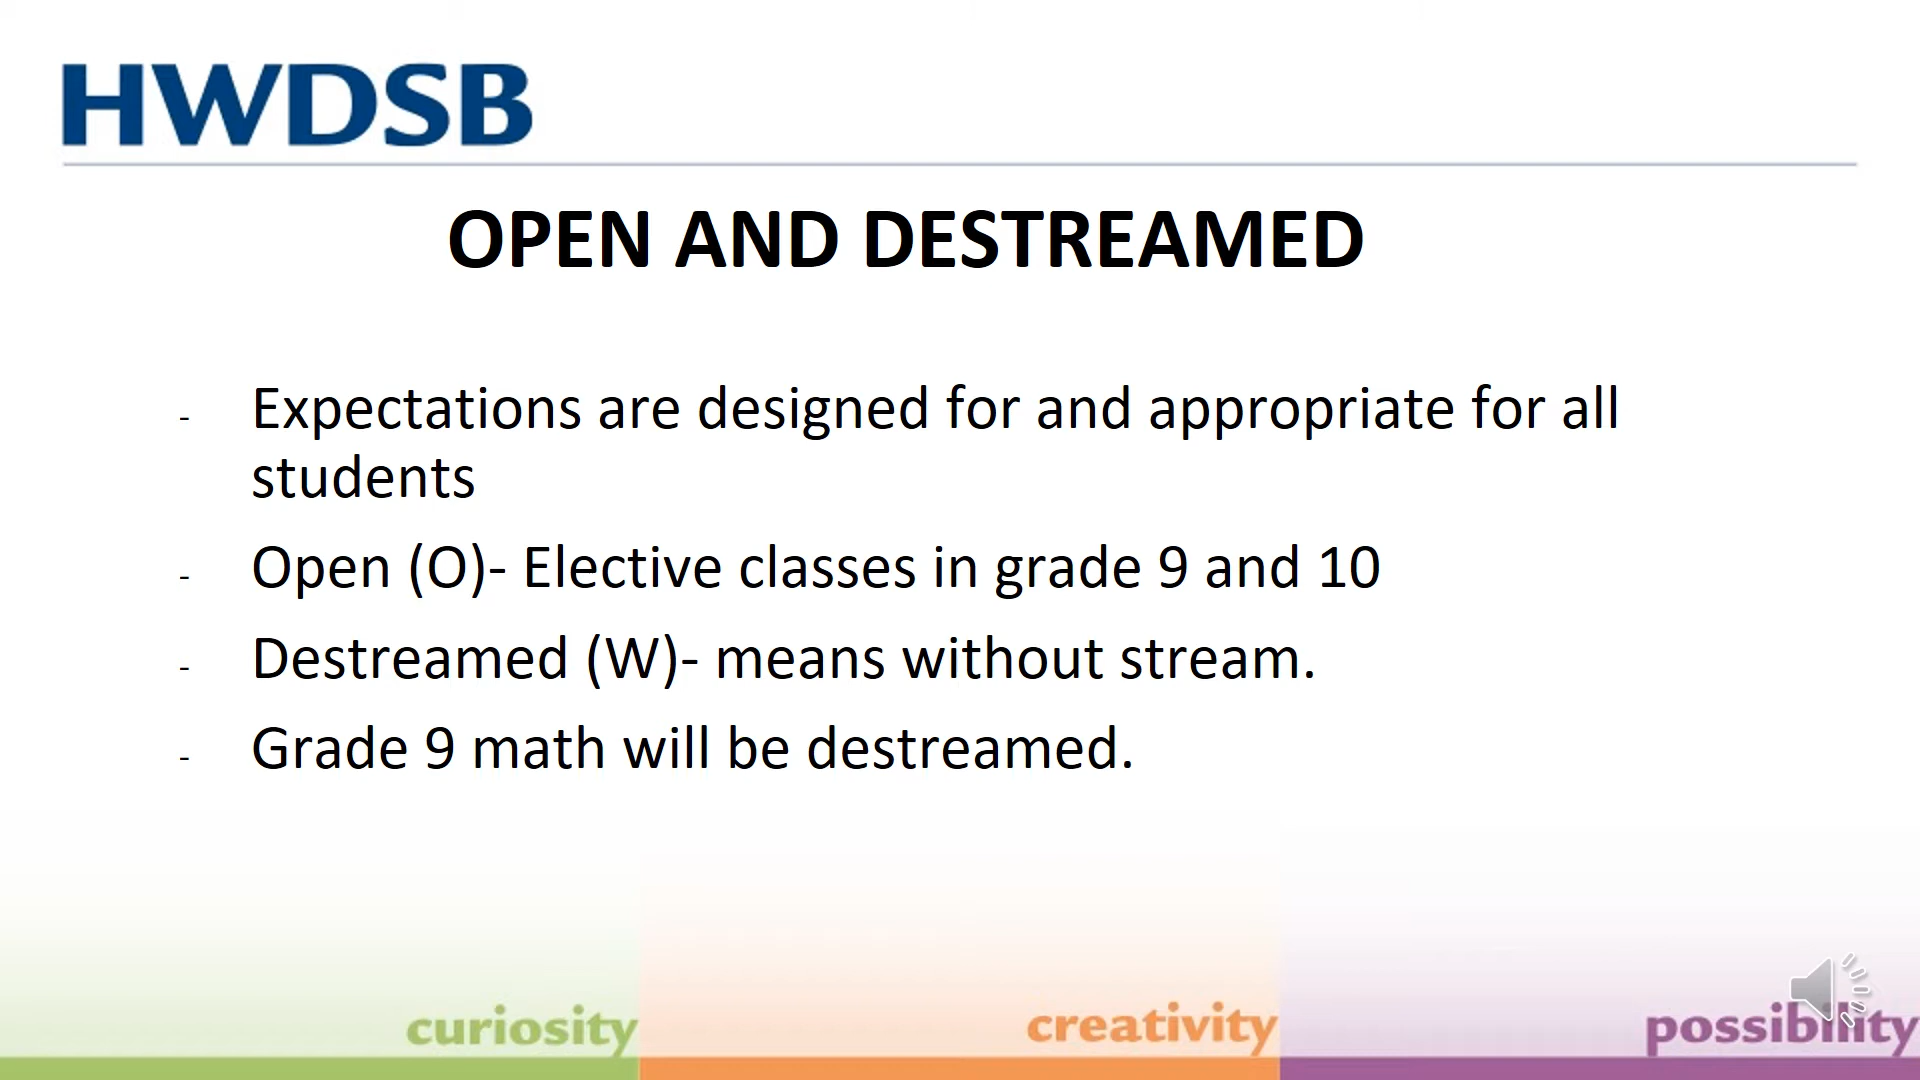 HWDSB
OPEN AND DESTREAMED
- Expectations are designed for and appropriate for all
students
- Open (O)- Elective classes in grade 9 and 10
- Destreamed (W)- means without stream.
- Grade 9 math will be destreamed.
curiosity
creativity
possibility